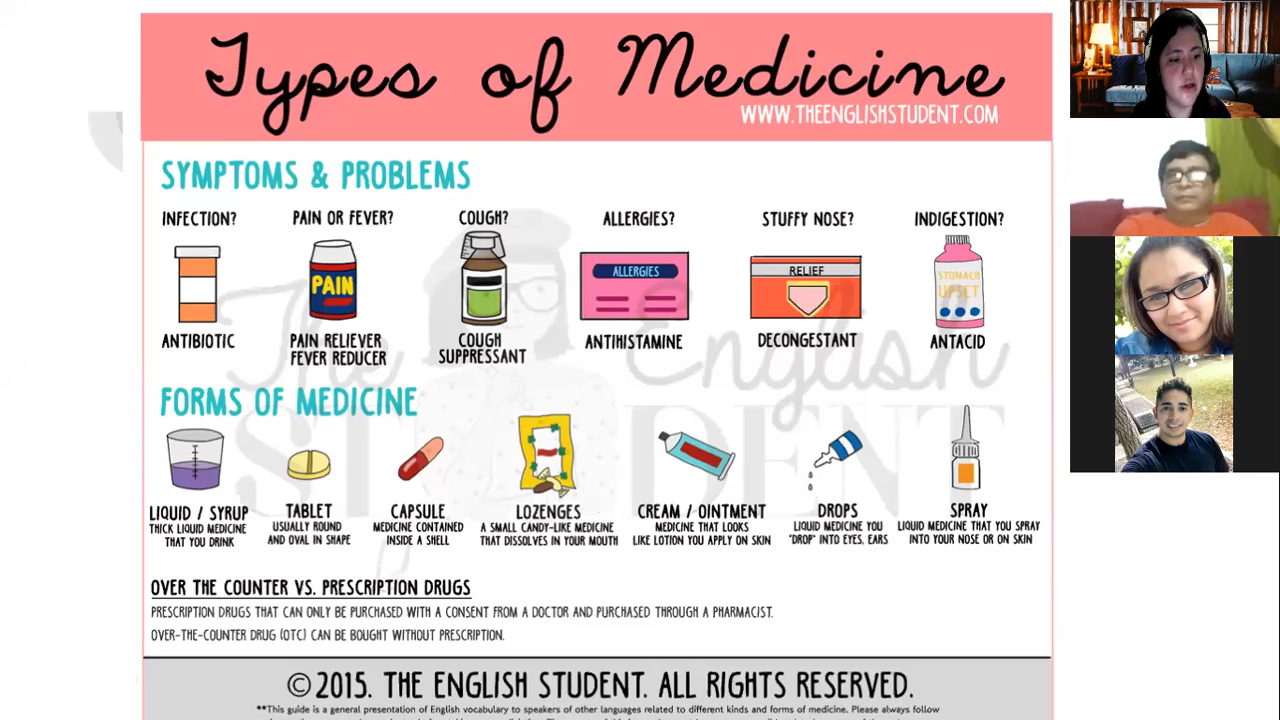 Types of Medicine
WWW.THEENGLISHSTUDENT.COM
SYMPTOMS & PROBLEMS
INFECTION?
PAIN OR FEVER?
COUGH?
ALLERGIES?
STUFFY NOSE?
INDIGESTION?
PAIN
ALLERGIES
RELIEF
STOMACH
UPSET
ANTIBIOTIC
PAIN RELIEVER
FEVER REDUCER
COUGH
SUPPRESSANT
ANTIHISTAMINE
DECONGESTANT
ANTACID
The English
STUDENT
FORMS OF MEDICINE
LIQUID / SYRUP
THICK LIQUID MEDICINE
THAT YOU DRINK
TABLET
USUALLY ROUND
AND OVAL IN SHAPE
CAPSULE
MEDICINE CONTAINED
INSIDE A SHELL
LOZENGES
A SMALL CANDY-LIKE MEDICINE
THAT DISSOLVES IN YOUR MOUTH
CREAM / OINTMENT
MEDICINE THAT LOOKS
LIKE LOTION YOU APPLY ON SKIN
DROPS
LIQUID MEDICINE YOU
"DROP" INTO EYES, EARS
SPRAY
LIQUID MEDICINE THAT YOU SPRAY
INTO YOUR NOSE OR ON SKIN
OVER THE COUNTER VS. PRESCRIPTION DRUGS
PRESCRIPTION DRUGS THAT CAN ONLY BE PURCHASED WITH A CONSENT FROM A DOCTOR AND PURCHASED THROUGH A PHARMACIST.
OVER-THE-COUNTER DRUG (OTC) CAN BE BOUGHT WITHOUT PRESCRIPTION.
©2015. THE ENGLISH STUDENT. ALL RIGHTS RESERVED.
**This guide is a general presentation of English vocabulary to speakers of other languages related to different kinds and forms of medicine. Please always follow